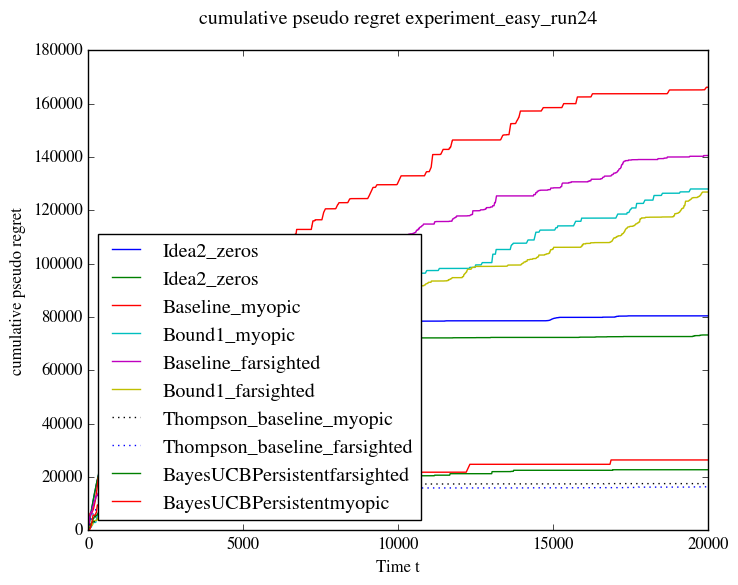 cumulative pseudo regret experiment_easy_run24
180000
160000
140000
120000
100000
80000
60000
40000
20000
0
cumulative pseudo regret
Idea2_zeros
Idea2_zeros
Baseline_myopic
Bound1_myopic
Baseline_farsighted
Bound1_farsighted
Thompson_baseline_myopic
Thompson_baseline_farsighted
BayesUCBPersistentfarsighted
BayesUCBPersistentmyopic
0 5000 10000 15000 20000
Time t